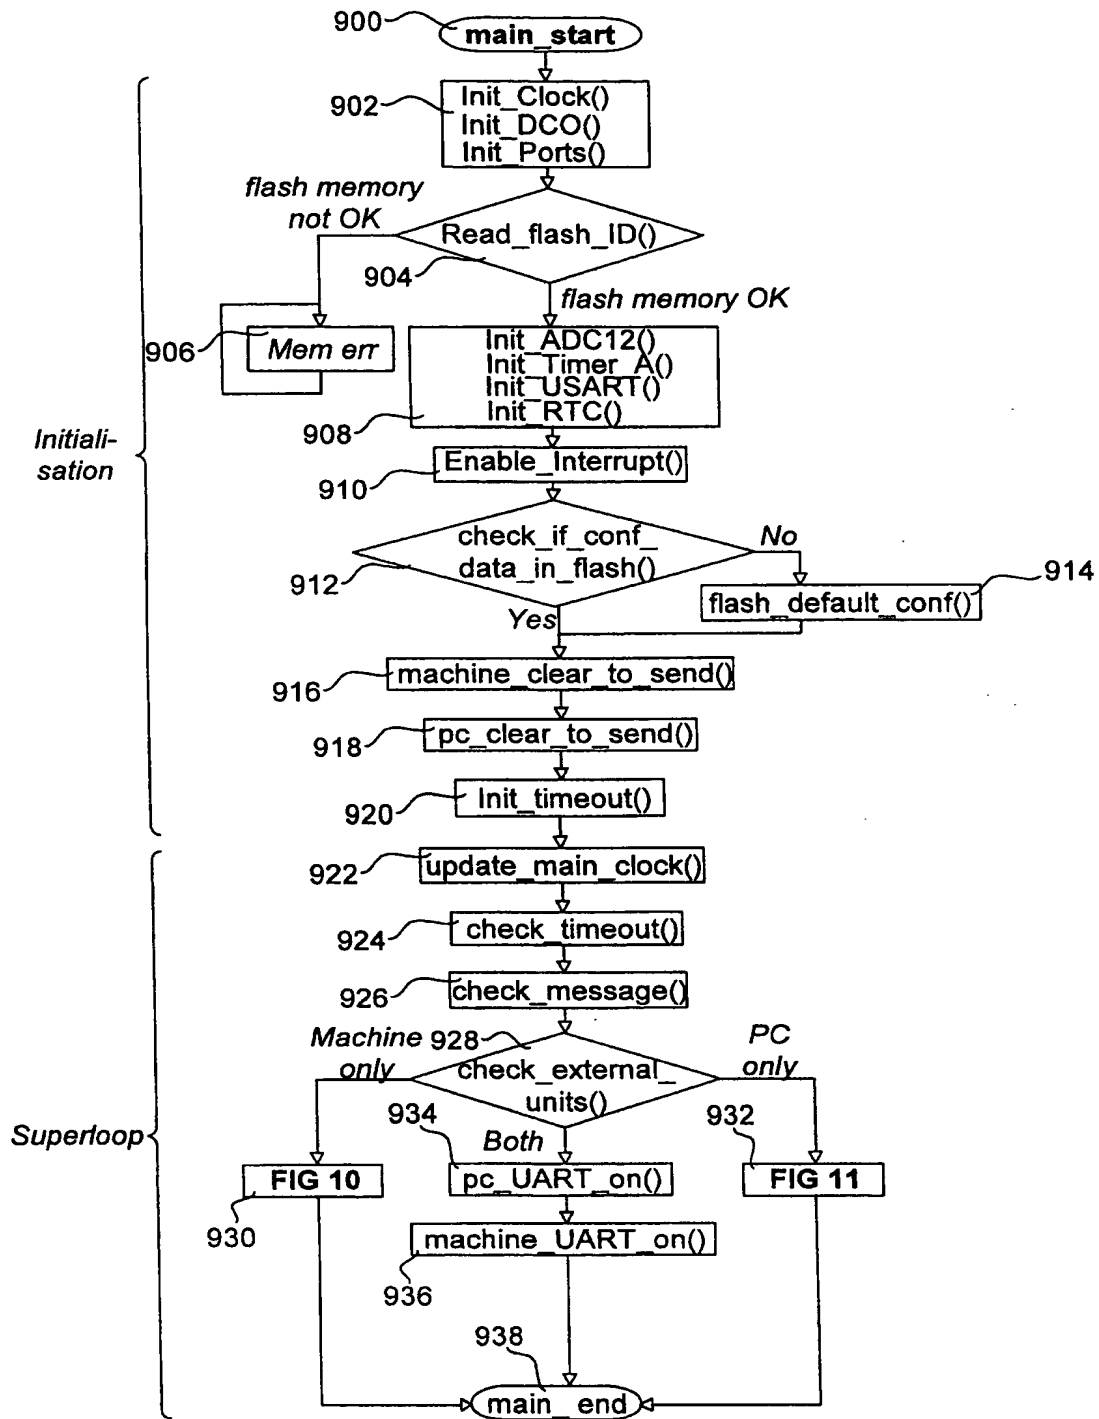 900
main_start
902
Init_Clock()
Init_DCO()
Init_Ports()
flash memory
not OK
Read_flash_ID()
904
flash memory OK
906
Mem err
Init_ADC12()
Init_Timer_A()
Init_USART()
Init_RTC()
908
Initiali-
sation
Enable_Interrupt()
910
check_if_conf_
data_in_flash()
912
No
914
flash_default_conf()
Yes
machine_clear_to_send()
916
pc_clear_to_send()
918
Init_timeout()
920
update_main_clock()
922
check_timeout()
924
check_message()
926
Machine
only
928
check_external_
units()
PC
only
934
Both
932
Superloop
FIG 10
930
pc_UART_on()
FIG 11
machine_UART_on()
936
938
main_end